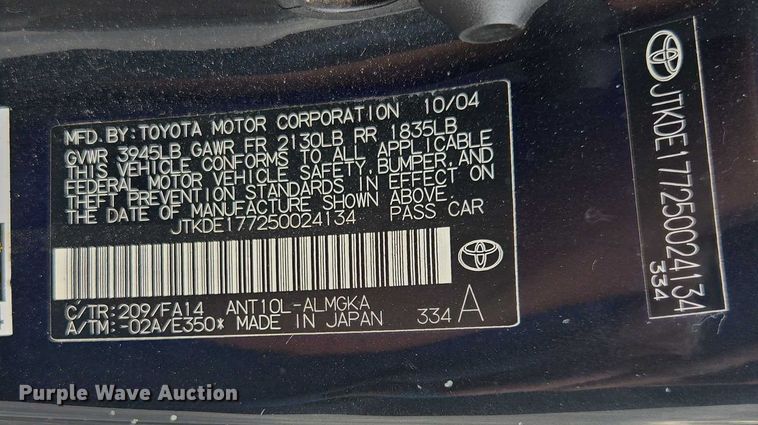 MFD. BY: TOYOTA MOTOR CORPORATION 10/04
GVWR 3945LB GAWR FR 2130LB RR 1835LB
THIS VEHICLE CONFORMS TO ALL APPLICABLE
FEDERAL MOTOR VEHICLE SAFETY, BUMPER, AND
THEFT PREVENTION STANDARDS IN EFFECT ON
THE DATE OF MANUFACTURE SHOWN ABOVE.
JTKDE177250024134 PASS CAR
C/TR: 209/FA14 ANT10L-ALMGKA
A/TM: -02A/E350* MADE IN JAPAN 334 A
JTKDE177250024134
334
Purple Wave Auction